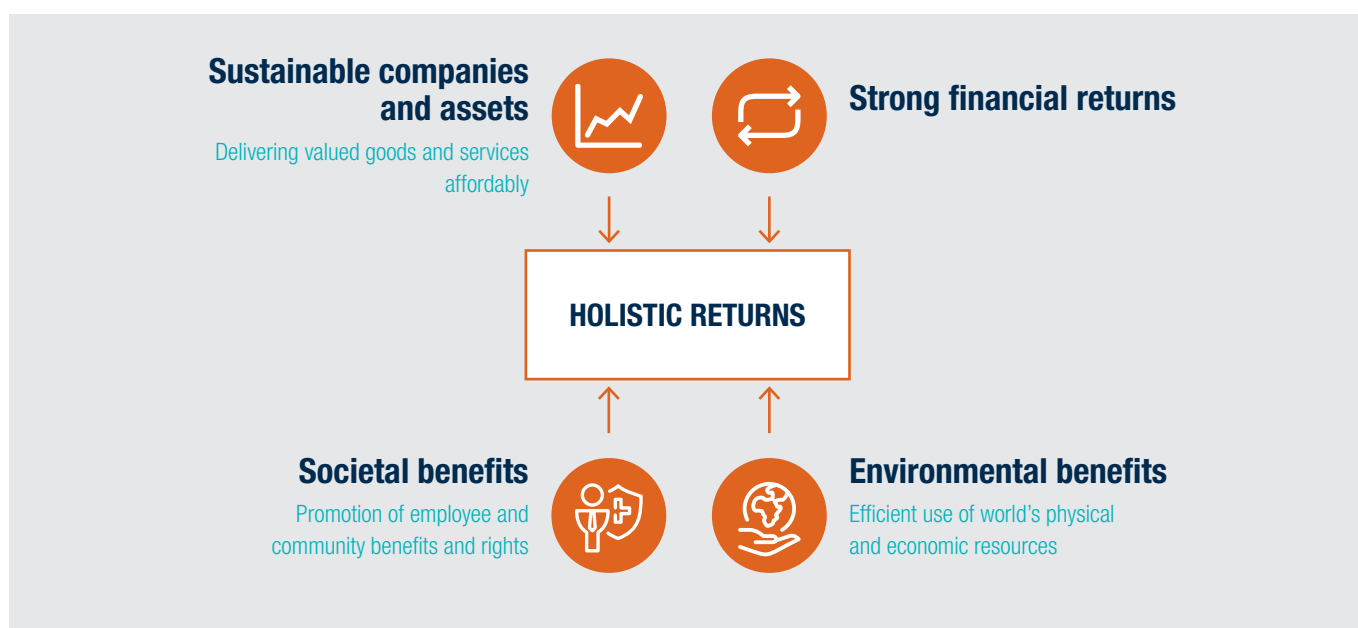 Sustainable companies
and assets
Delivering valued goods and services
affordably
Strong financial returns
HOLISTIC RETURNS
Societal benefits
Promotion of employee and
community benefits and rights
Environmental benefits
Efficient use of world’s physical
and economic resources